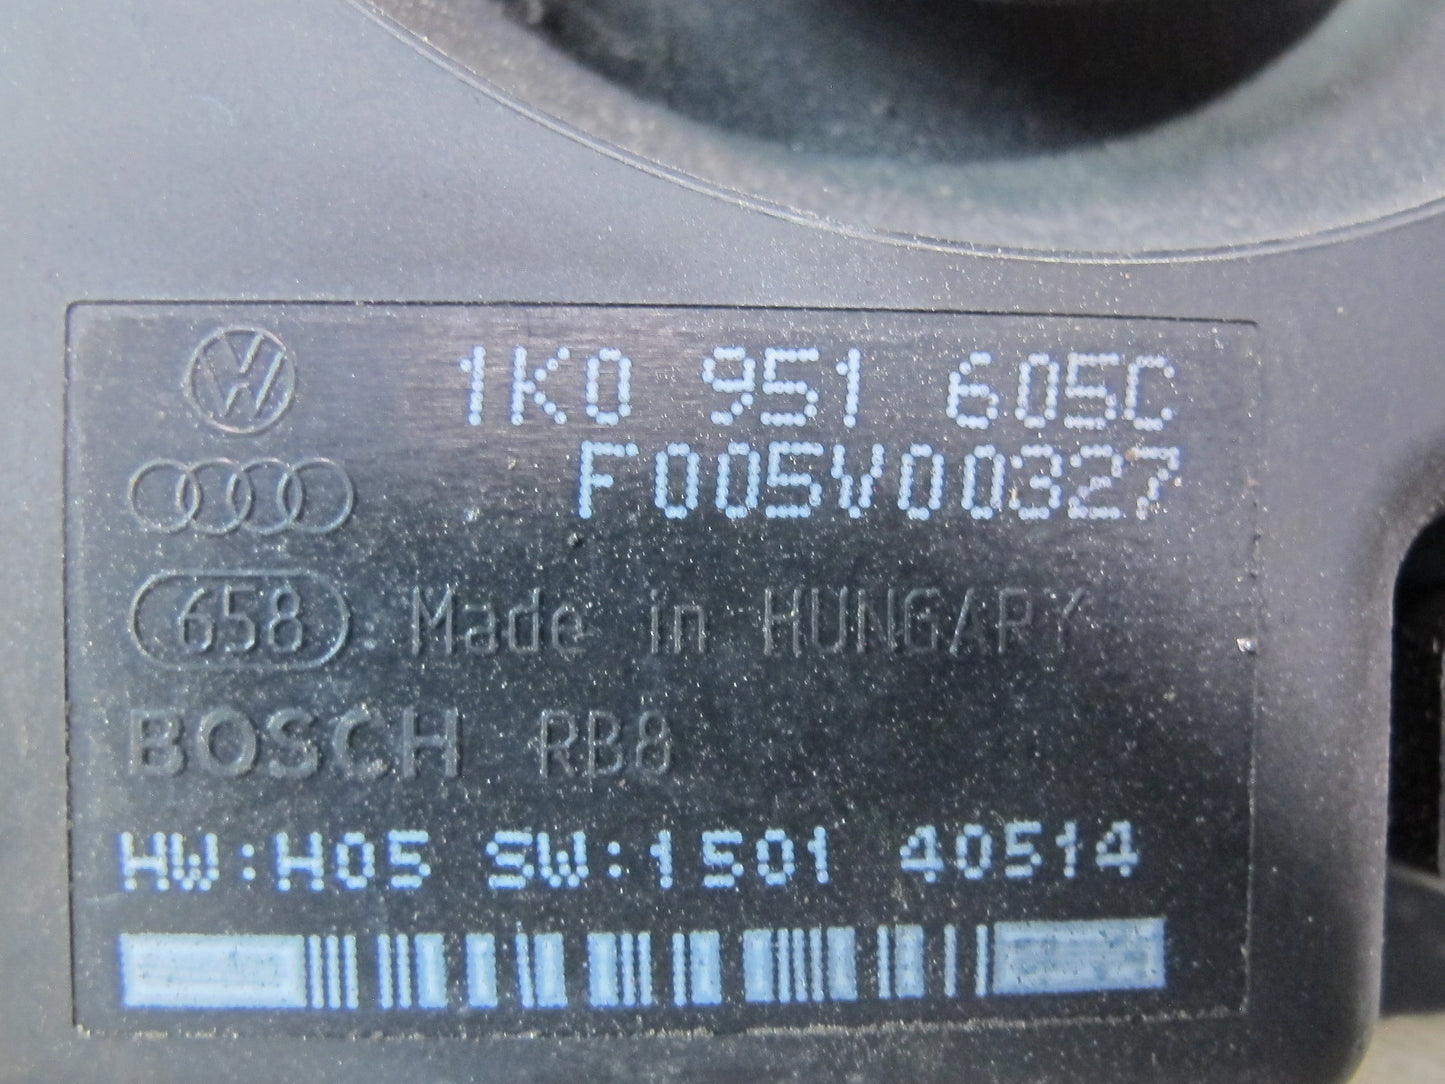 1K0 951 605C
F005V00327
658 Made in HUNGARY
BOSCH RB8
HW:H05 SW:1501 40514